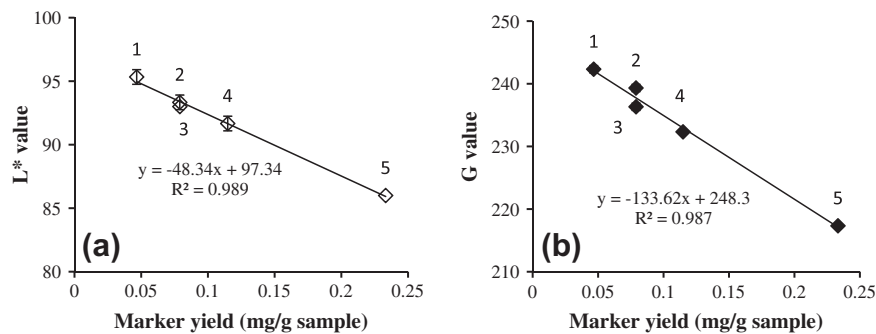 100
95
90
85
80
L* value
1
2
3
4
5
y = -48.34x + 97.34
R² = 0.989
(a)
0 0.05 0.1 0.15 0.2 0.25
Marker yield (mg/g sample)
250
240
230
220
210
G value
1
2
3
4
5
y = -133.62x + 248.3
R² = 0.987
(b)
0 0.05 0.1 0.15 0.2 0.25
Marker yield (mg/g sample)